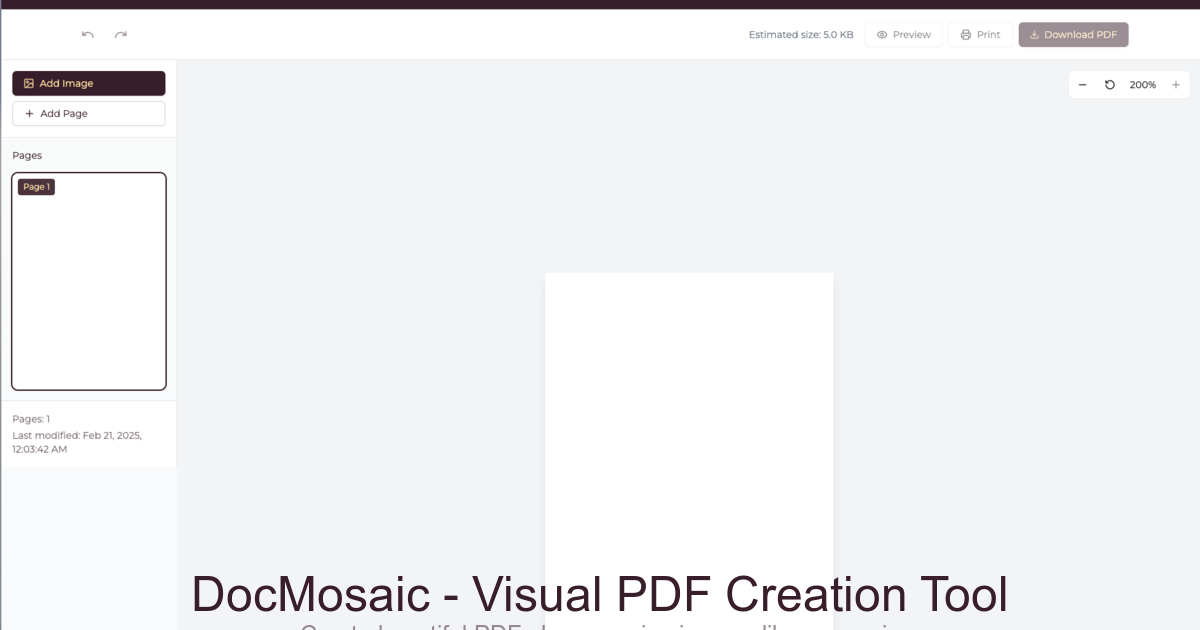 Estimated size: 5.0 KB
Preview
Print
Download PDF
Add Image
Add Page
200%
Pages
Page 1
Pages: 1
Last modified: Feb 21, 2025,
12:03:42 AM
DocMosaic - Visual PDF Creation Tool